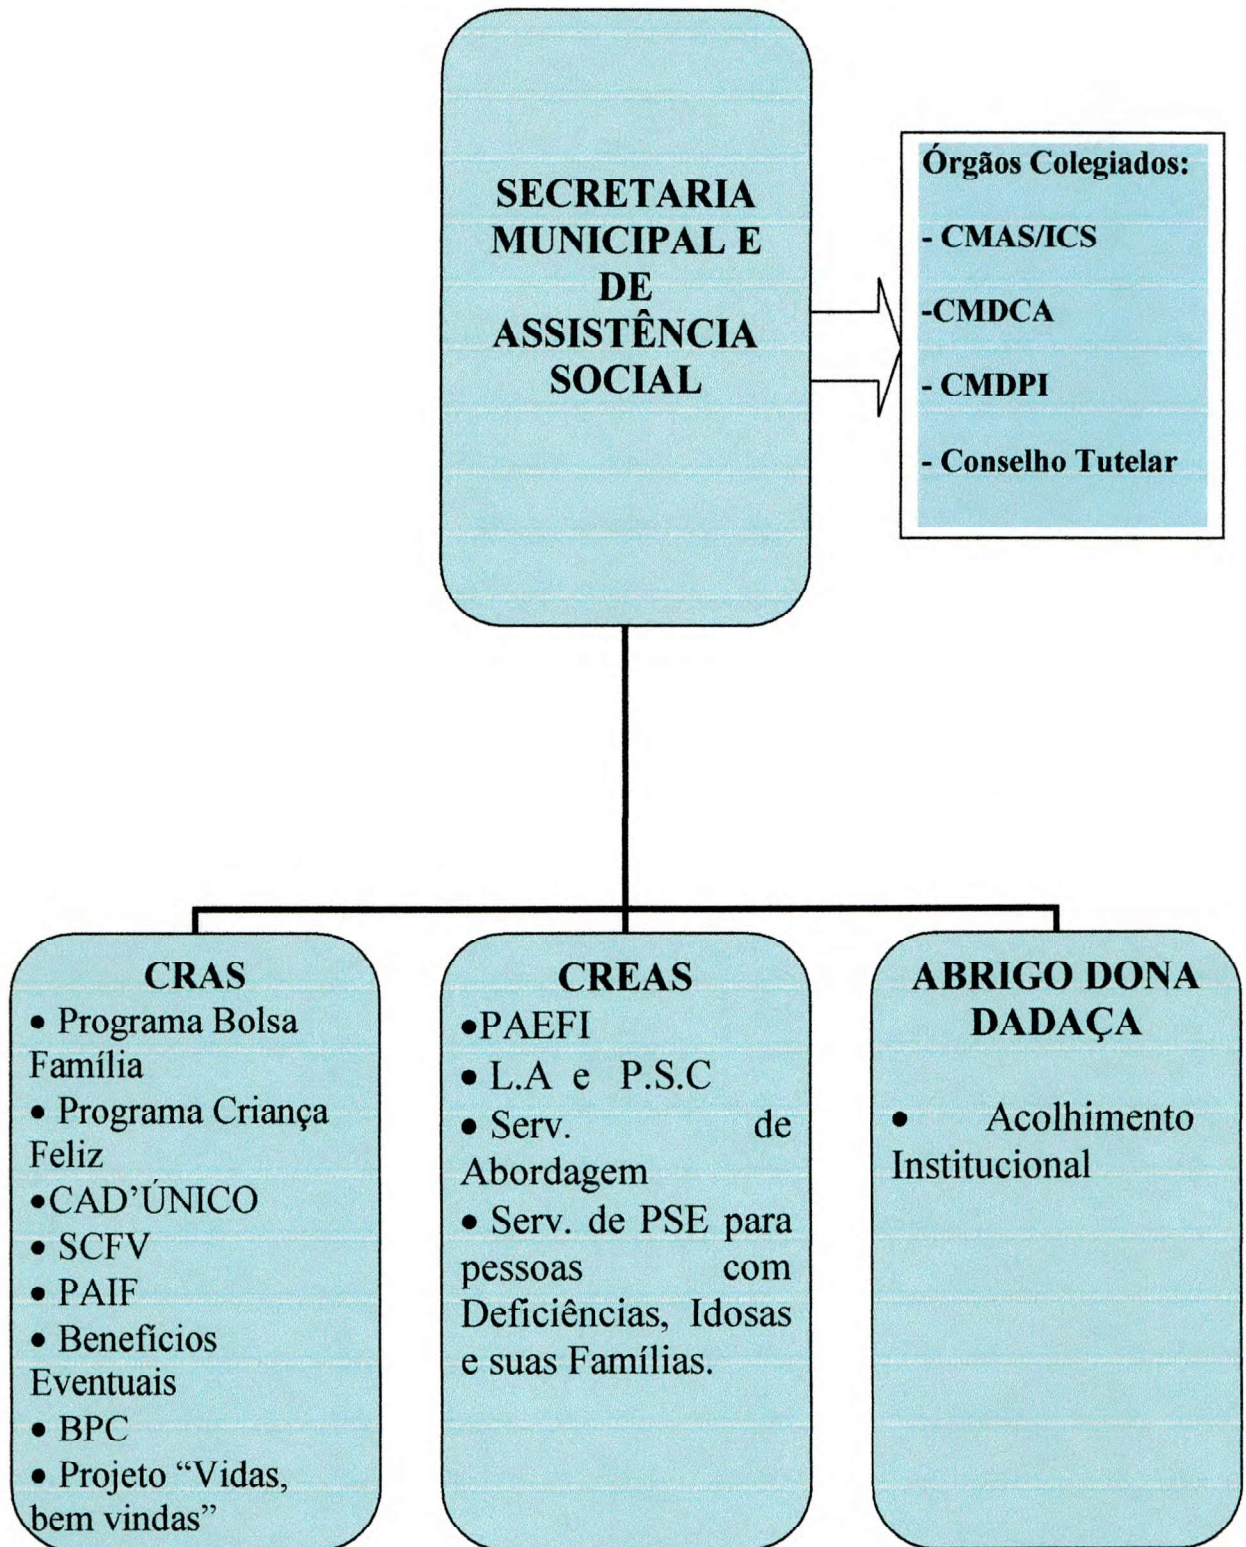 SECRETARIA
MUNICIPAL E
DE
ASSISTÊNCIA
SOCIAL
Órgãos Colegiados:
- CMAS/ICS
-CMDCA
- CMDPI
- Conselho Tutelar
CRAS
• Programa Bolsa
Família
• Programa Criança
Feliz
•CAD’ÚNICO
• SCFV
• PAIF
• Benefícios
Eventuais
• BPC
• Projeto “Vidas,
bem vindas”
CREAS
•PAEFI
• L.A e P.S.C
• Serv. de
Abordagem
• Serv. de PSE para
pessoas com
Deficiências, Idosas
e suas Famílias.
ABRIGO DONA
DADAÇA
• Acolhimento
Institucional